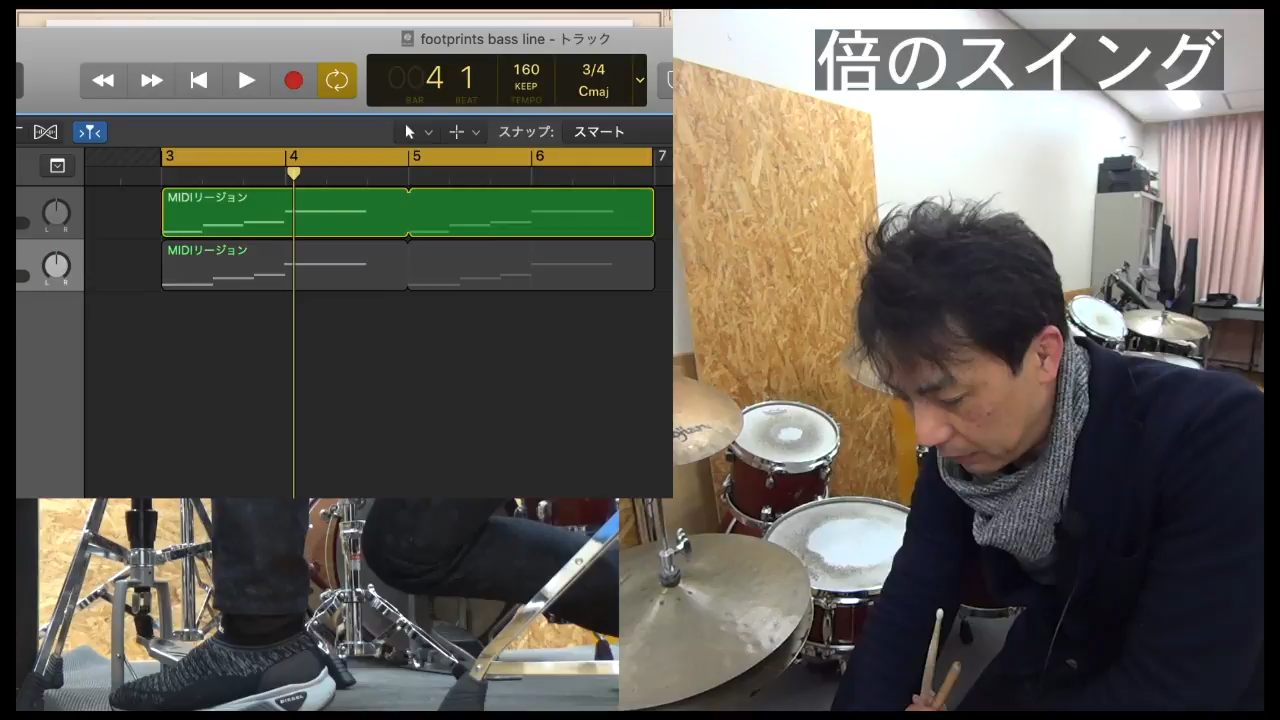 倍のスイング
footprints bass line - トラック
004 1
BAR BEAT
160
KEEP
TEMPO
3/4
Cmaj
スナップ: スマート
3 4 5 6 7
MIDIリージョン
L R
MIDIリージョン
L R
DIESEL